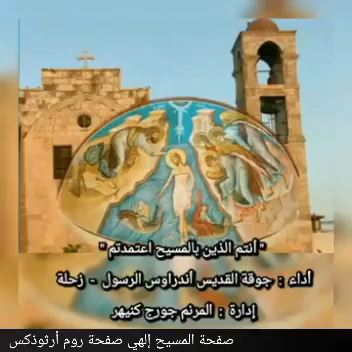 " أنتم الذين بالمسيح اعتمدتم "
أداء : جوقة القديس أندراوس الرسول - زحلة
إدارة : المرنم جورج كنيهر
صفحة المسيح إلهي صفحة روم أرثوذكس